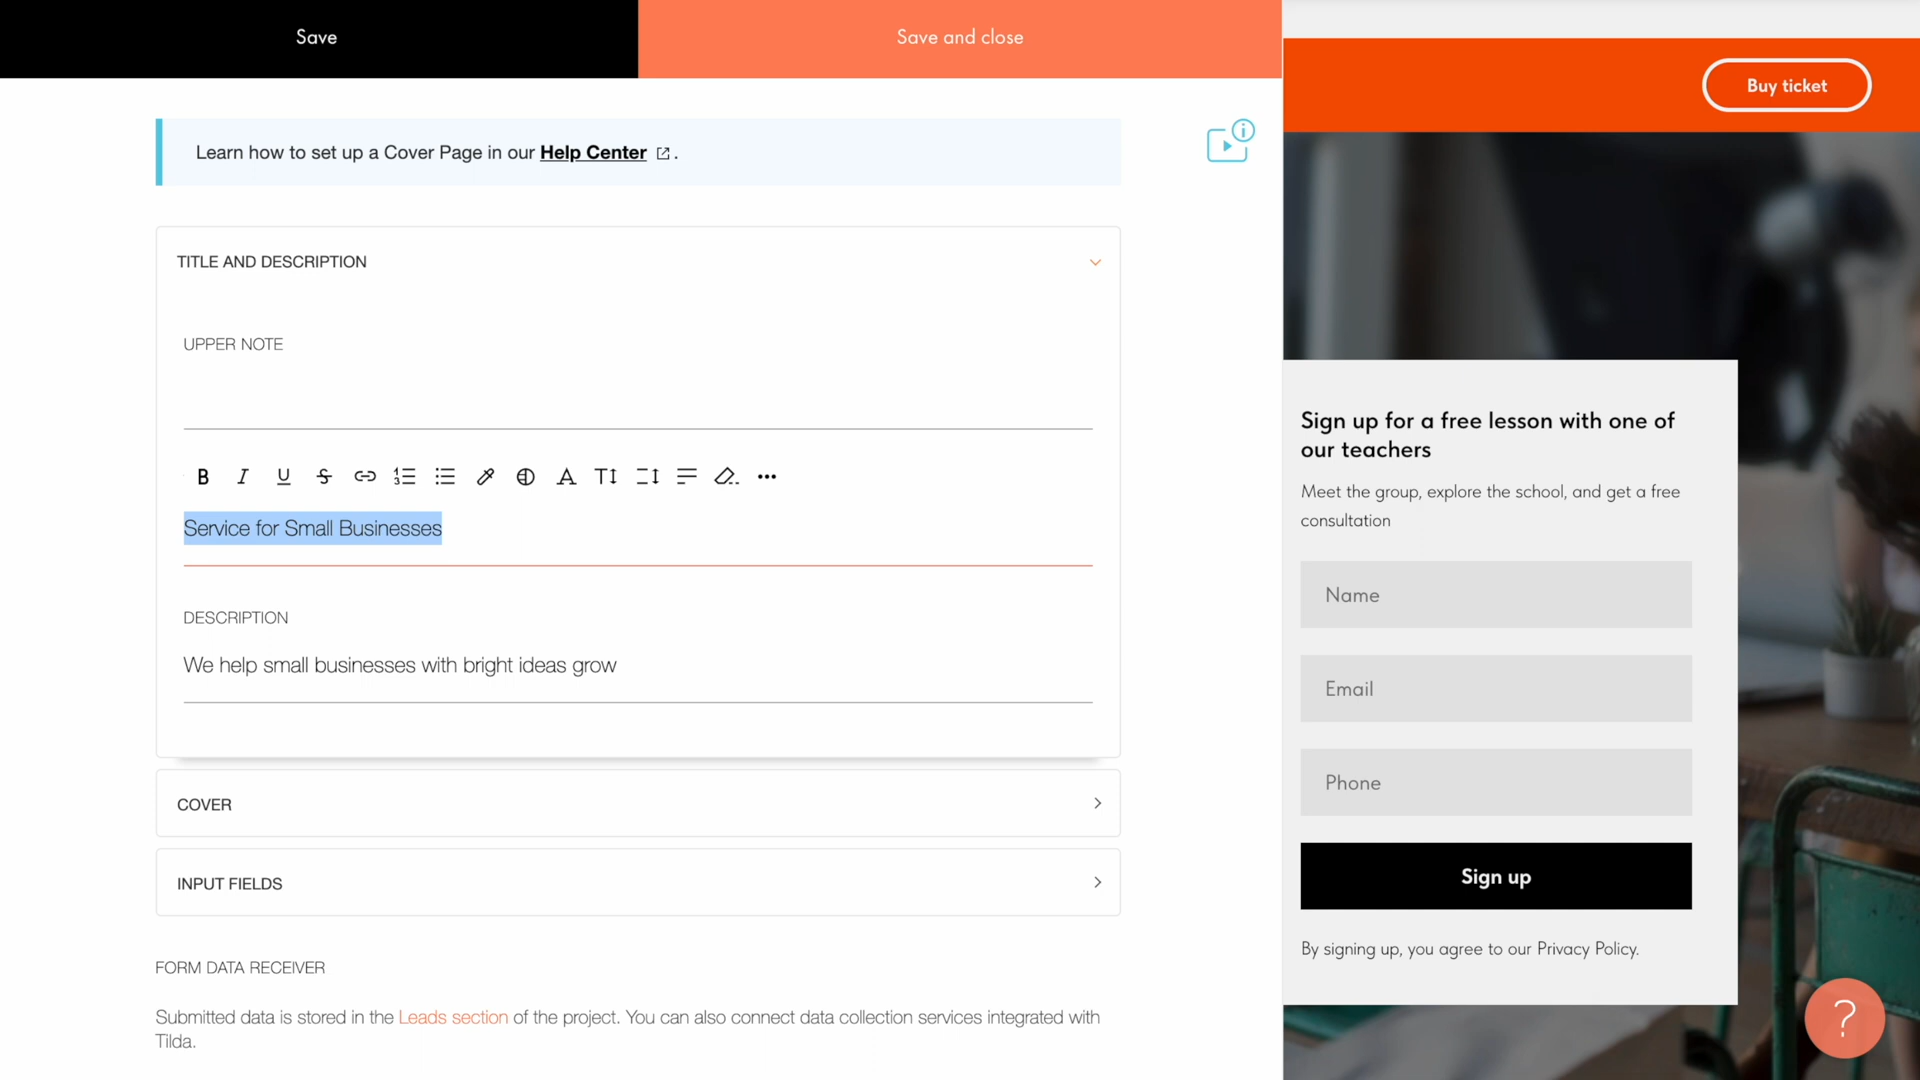 Save
Save and close
Buy ticket
Learn how to set up a Cover Page in our Help Center .
TITLE AND DESCRIPTION
UPPER NOTE
Service for Small Businesses
DESCRIPTION
We help small businesses with bright ideas grow
COVER
INPUT FIELDS
FORM DATA RECEIVER
Submitted data is stored in the Leads section of the project. You can also connect data collection services integrated with
Tilda.
Sign up for a free lesson with one of
our teachers
Meet the group, explore the school, and get a free
consultation
Name
Email
Phone
Sign up
By signing up, you agree to our Privacy Policy.
?